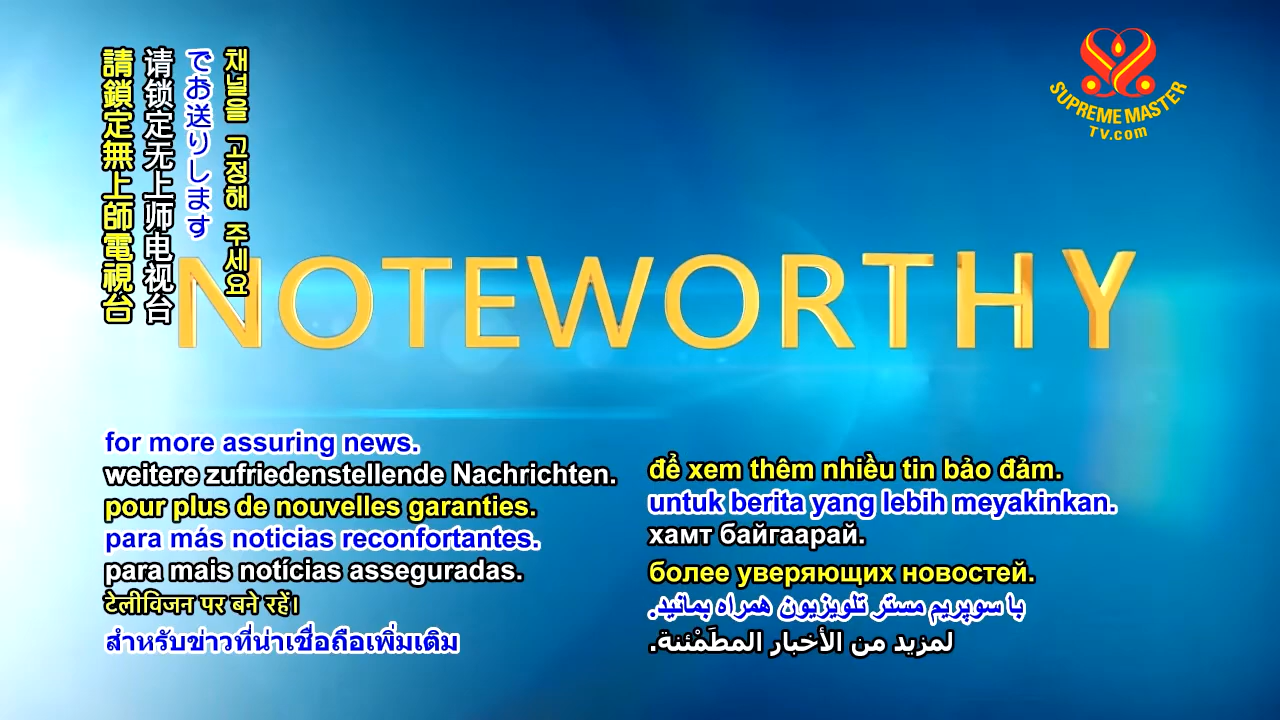 請鎖定無上師電視台
请锁定无上师电视台
でお送りします
채널을 고정해 주세요
SUPREME MASTER
TV.com
NOTEWORTHY
for more assuring news.
weitere zufriedenstellende Nachrichten.
pour plus de nouvelles garanties.
para más noticias reconfortantes.
para mais notícias asseguradas.
टेलीविजन पर बने रहें।
สำหรับข่าวที่น่าเชื่อถือเพิ่มเติม
để xem thêm nhiều tin bảo đảm.
untuk berita yang lebih meyakinkan.
хамт байгаарай.
более уверяющих новостей.
با سوپریم مستر تلویزیون همراه بمانید.
لمزيد من الأخبار المطَمْئنة.